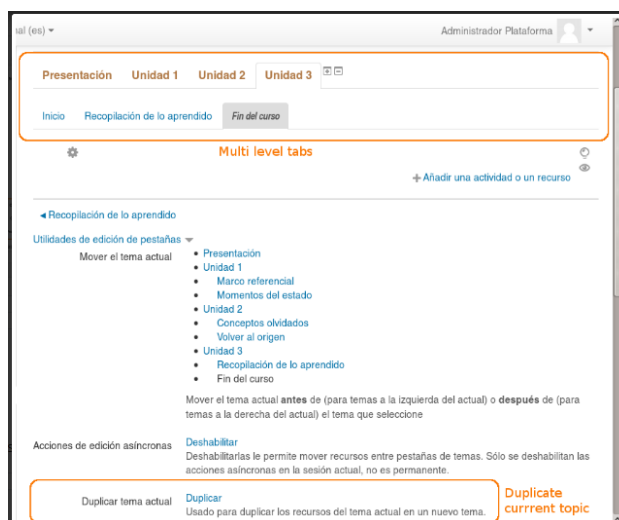 nal (es)
Administrador Plataforma
Presentación Unidad 1 Unidad 2 Unidad 3
Inicio Recopilación de lo aprendido Fin del curso
Multi level tabs
Añadir una actividad o un recurso
Recopilación de lo aprendido
Utilidades de edición de pestañas
Mover el tema actual
• Presentación
• Unidad 1
• Marco referencial
• Momentos del estado
• Unidad 2
• Conceptos olvidados
• Volver al origen
• Unidad 3
• Recopilación de lo aprendido
• Fin del curso
Mover el tema actual antes de (para temas a la izquierda del actual) o después de (para
temas a la derecha del actual) el tema que seleccione
Acciones de edición asíncronas Deshabilitar
Deshabilitarlas le permite mover recursos entre pestañas de temas. Sólo se deshabilitan las
acciones asíncronas en la sesión actual, no es permanente.
Duplicar tema actual Duplicar
Usado para duplicar los recursos del tema actual en un nuevo tema.
Duplicate
currrent topic